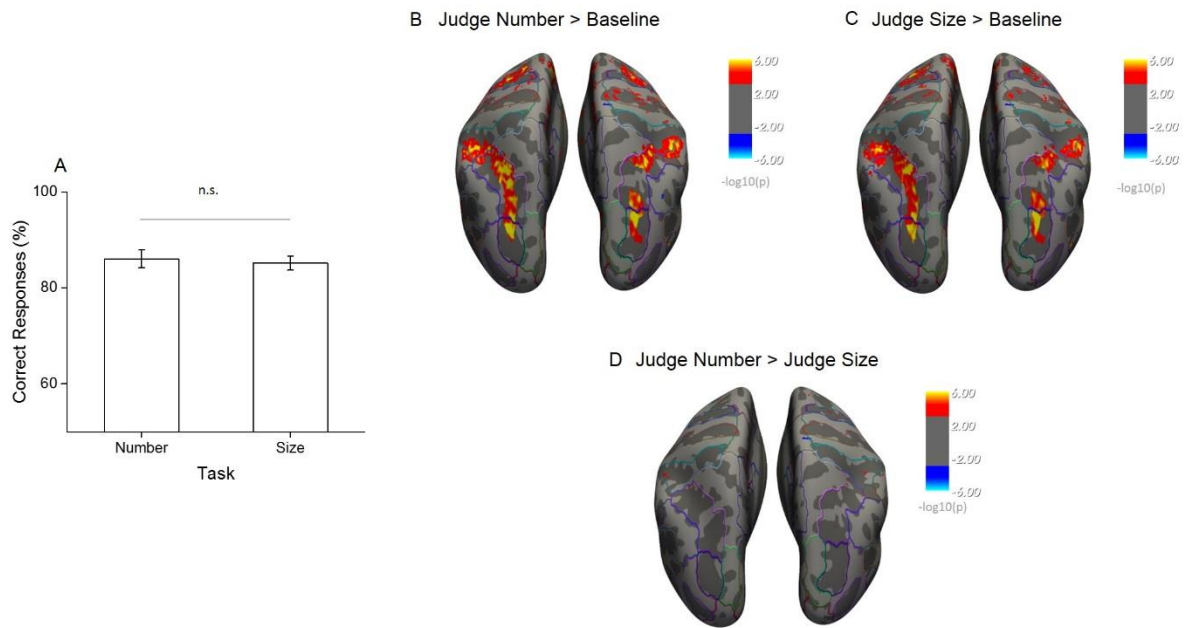 B Judge Number > Baseline
6.00
2.00
-2.00
-6.00
-log10(p)
C Judge Size > Baseline
6.00
2.00
-2.00
-6.00
-log10(p)
A
n.s.
100
80
60
Correct Responses (%)
Number
Size
Task
D Judge Number > Judge Size
6.00
2.00
-2.00
-6.00
-log10(p)